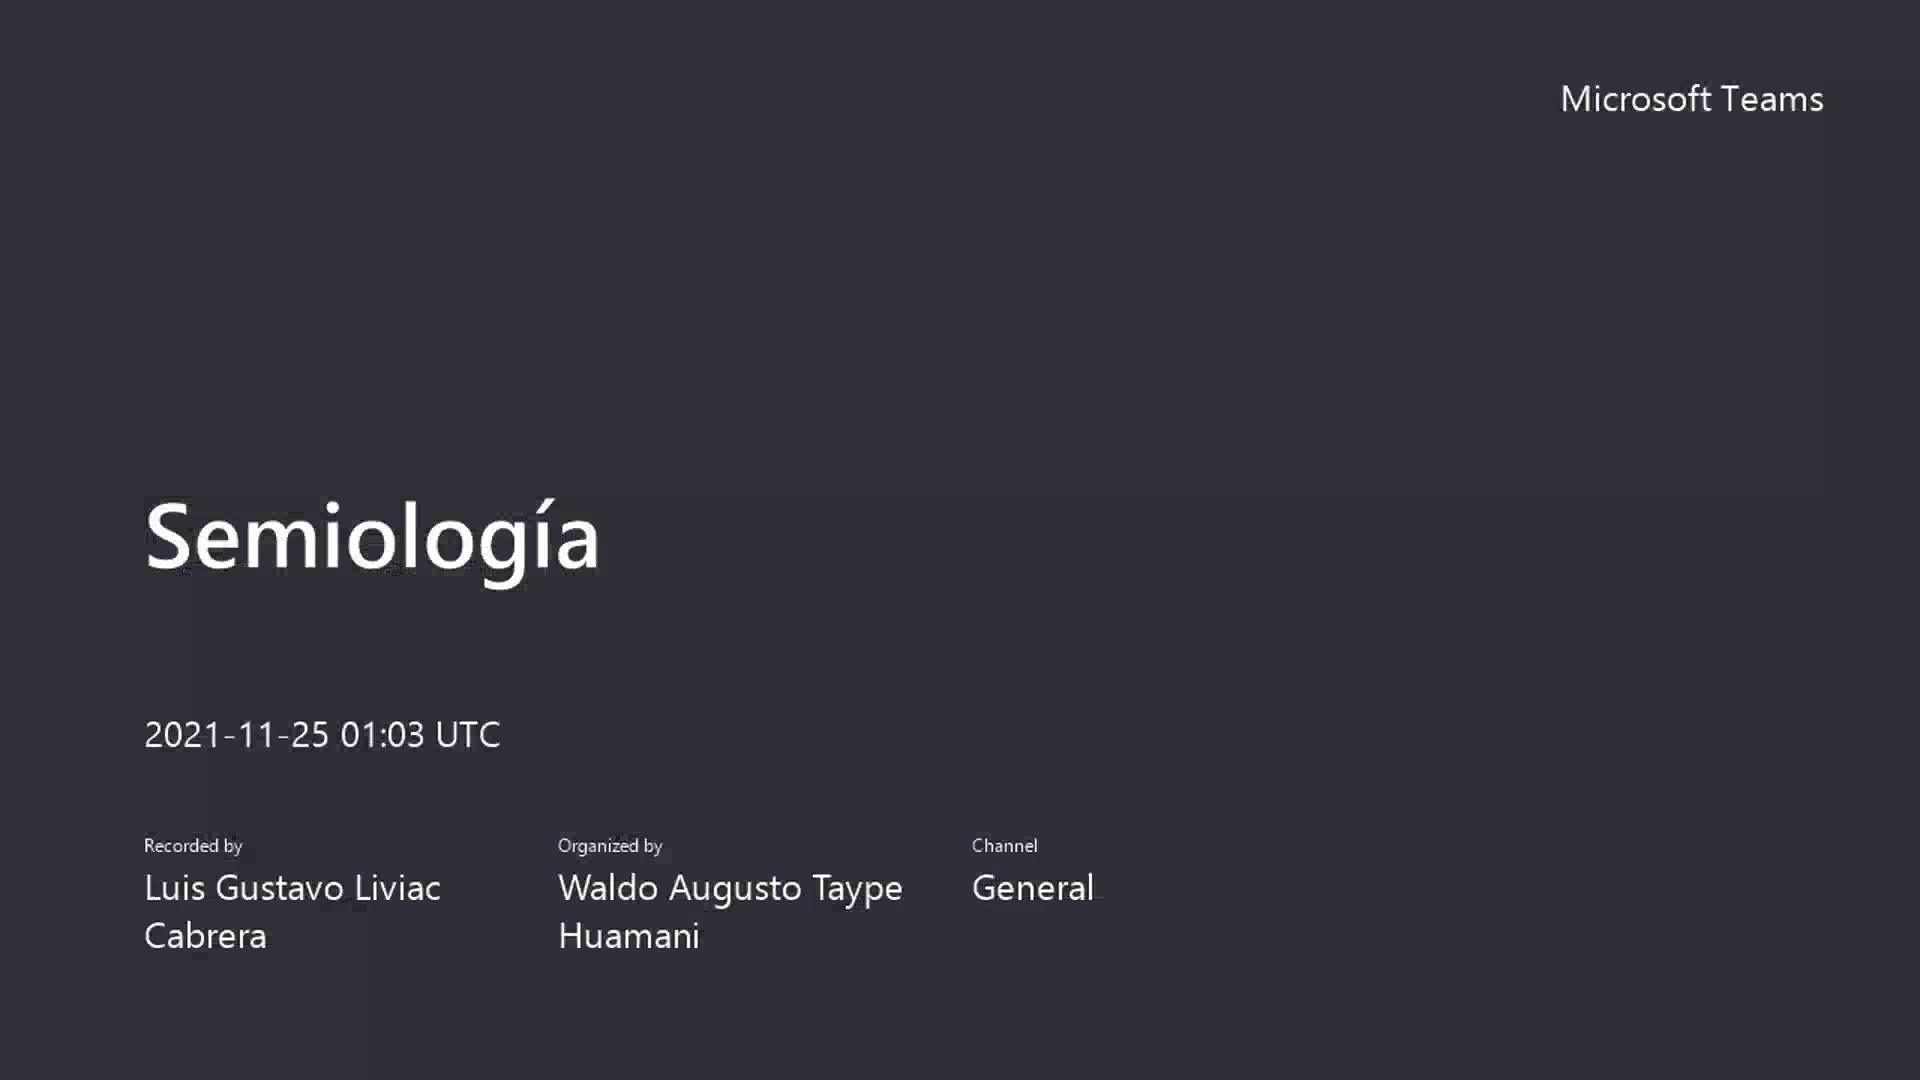 Microsoft Teams
Semiología
2021-11-25 01:03 UTC
Recorded by
Luis Gustavo Liviac
Cabrera
Organized by
Waldo Augusto Taype
Huamani
Channel
General